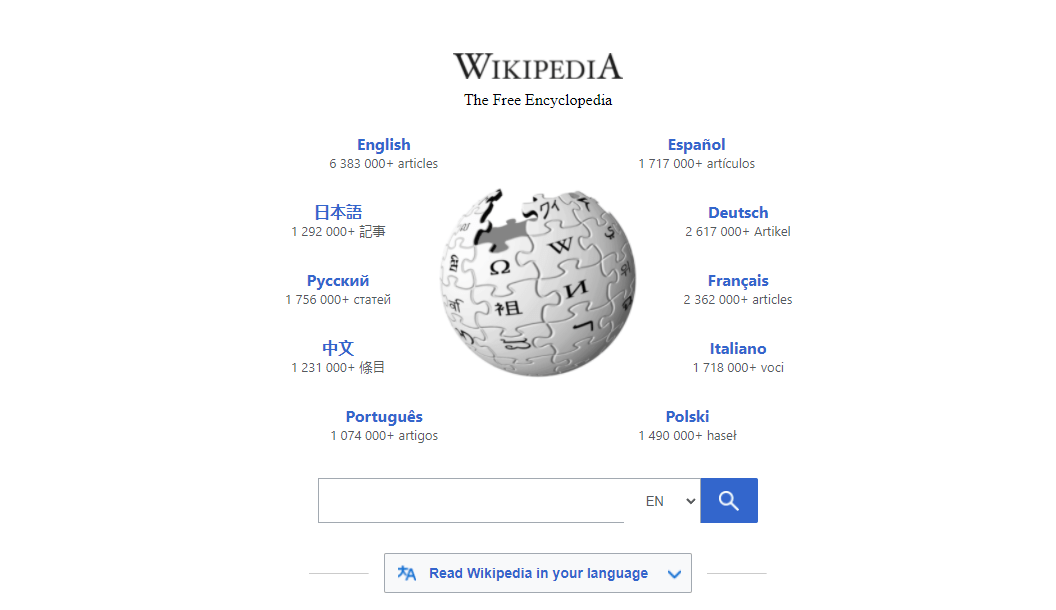 WIKIPEDIA
The Free Encyclopedia
English
6 383 000+ articles
Español
1 717 000+ artículos
日本語
1 292 000+ 記事
Deutsch
2 617 000+ Artikel
Русский
1 756 000+ статей
Français
2 362 000+ articles
中文
1 231 000+ 條目
Italiano
1 718 000+ voci
Português
1 074 000+ artigos
Polski
1 490 000+ haseł
Ω
W
祖
И
EN
Read Wikipedia in your language